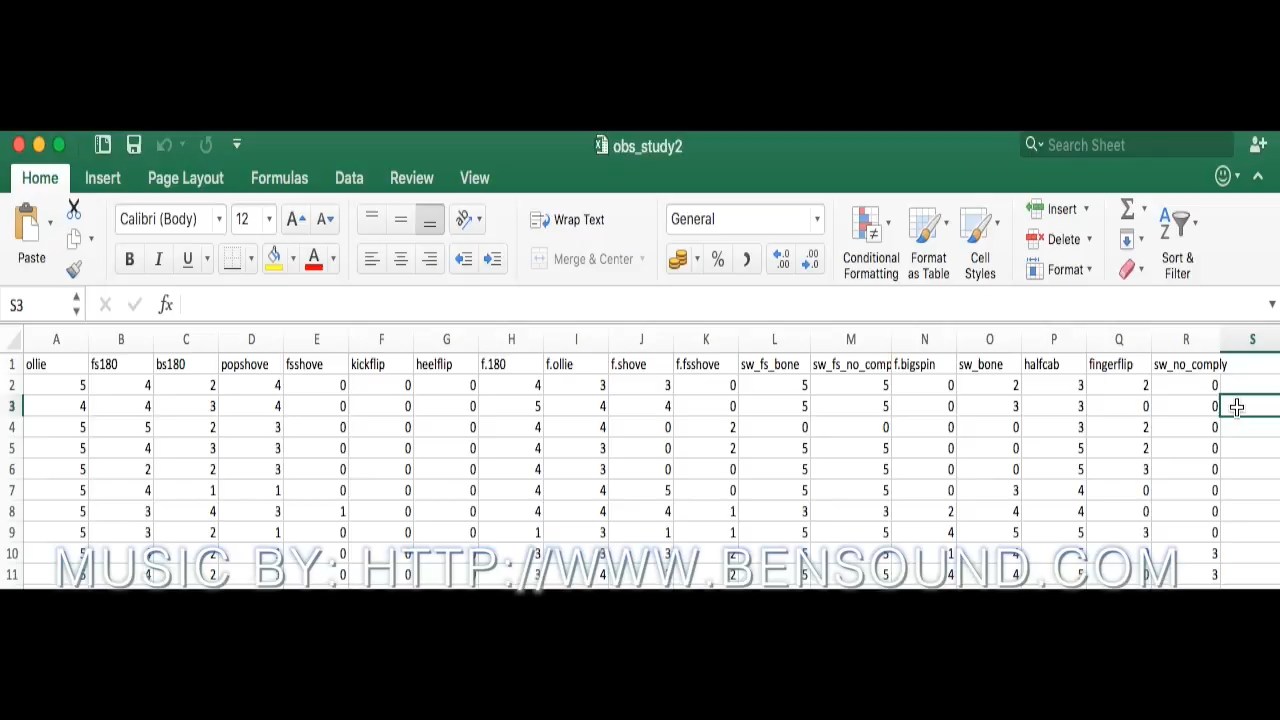 obs_study2
Search Sheet
Home Insert Page Layout Formulas Data Review View
Calibri (Body) 12 A A Wrap Text General Insert
Paste B I U A Merge & Center % Conditional Formatting Format as Table Cell Styles Delete Format Sort & Filter
S3 fx
A B C D E F G H I J K L M N O P Q R S
1 ollie fs180 bs180 popshove fsshove kickflip heelflip f.180 f.ollie f.shove f.fsshove sw_fs_bone sw_fs_no_comp f.bigspin sw_bone halfcab fingerflip sw_no_comply
2 5 4 2 4 0 0 0 4 3 3 0 5 5 0 2 3 2 0
3 4 4 3 4 0 0 0 5 4 4 0 5 5 0 3 3 0 0
4 5 5 2 3 0 0 0 4 4 0 2 0 0 0 0 3 2 0
5 5 4 3 3 0 0 0 4 3 0 2 5 5 0 0 5 2 0
6 5 2 2 3 0 0 0 4 3 0 0 5 5 0 0 5 3 0
7 5 4 1 1 0 0 0 4 4 5 0 5 5 0 3 4 0 0
8 5 3 4 3 1 0 0 4 4 4 1 3 3 2 4 4 0 0
9 5 3 2 1 0 0 0 1 3 1 1 5 5 4 5 5 3 0
10 0 0 0 3 3 2 1 3
11 4 2 0 0 0 3 4 2 5 5 4 4 5 0 3
MUSIC BY: HTTP://WWW.BENSOUND.COM